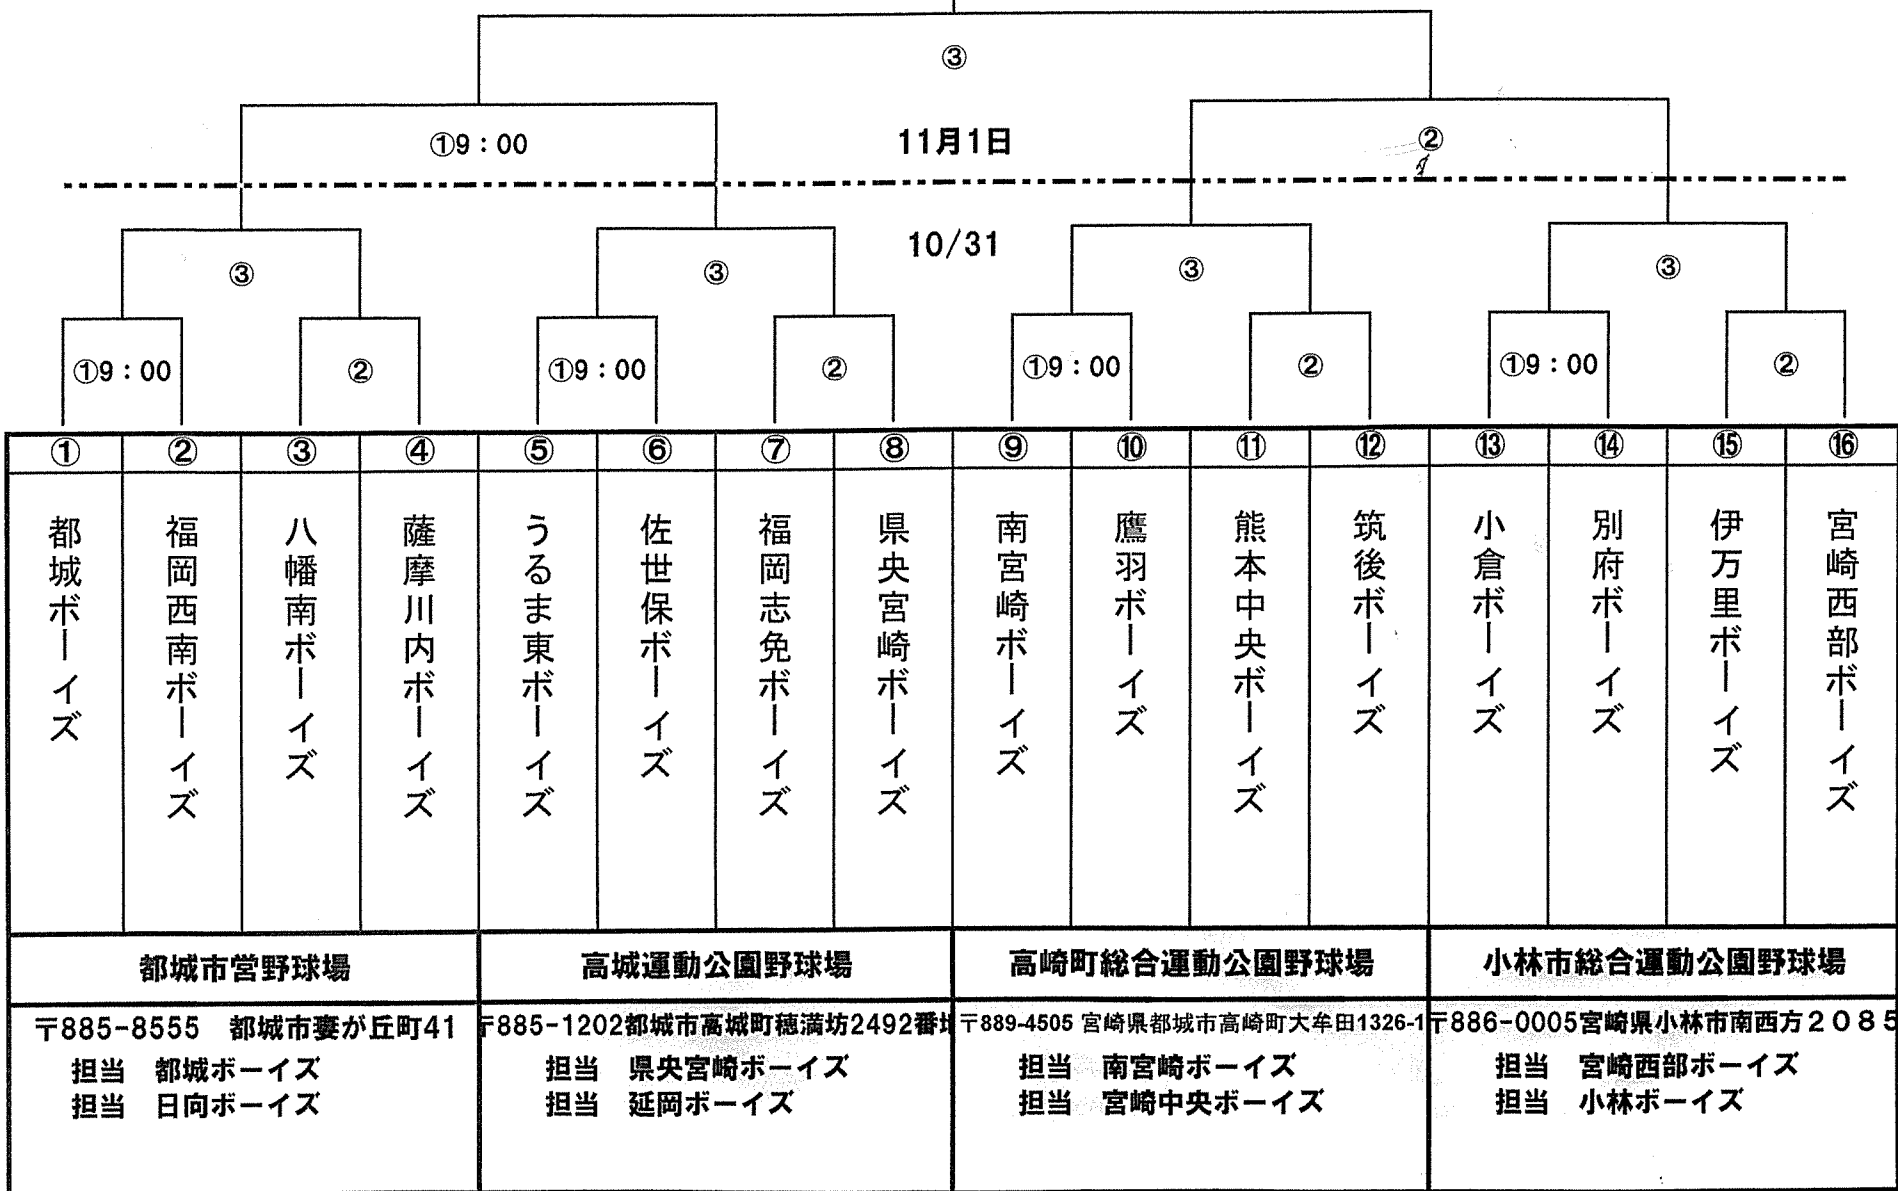 ③
①9：00
11月1日
②
10/31
③
③
③
③
①9：00
②
①9：00
②
①9：00
②
①9：00
②
①
②
③
④
⑤
⑥
⑦
⑧
⑨
⑩
⑪
⑫
⑬
⑭
⑮
⑯
都城ボーイズ
福岡西南ボーイズ
八幡南ボーイズ
薩摩川内ボーイズ
うるま東ボーイズ
佐世保ボーイズ
福岡志免ボーイズ
県央宮崎ボーイズ
南宮崎ボーイズ
鷹羽ボーイズ
熊本中央ボーイズ
筑後ボーイズ
小倉ボーイズ
別府ボーイズ
伊万里ボーイズ
宮崎西部ボーイズ
都城市営野球場
高城運動公園野球場
高崎町総合運動公園野球場
小林市総合運動公園野球場
〒885-8555　都城市妻が丘町41
担当　都城ボーイズ
担当　日向ボーイズ
〒885-1202都城市高城町穂満坊2492番地
担当　県央宮崎ボーイズ
担当　延岡ボーイズ
〒889-4505 宮崎県都城市高崎町大牟田1326-1
担当　南宮崎ボーイズ
担当　宮崎中央ボーイズ
〒886-0005宮崎県小林市南西方２０８５
担当　宮崎西部ボーイズ
担当　小林ボーイズ